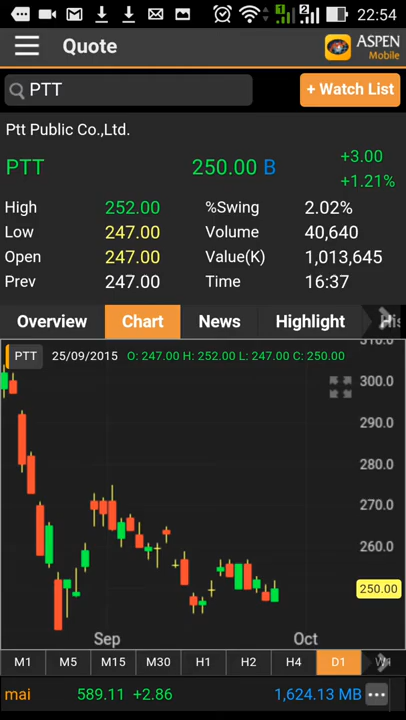 22:54
Quote
ASPEN
Mobile
PTT
+ Watch List
Ptt Public Co.,Ltd.
PTT 250.00 B +3.00
+1.21%
High 252.00 %Swing 2.02%
Low 247.00 Volume 40,640
Open 247.00 Value(K) 1,013,645
Prev 247.00 Time 16:37
Overview Chart News Highlight His
310.0
PTT 25/09/2015 O: 247.00 H: 252.00 L: 247.00 C: 250.00
300.0
290.0
280.0
270.0
260.0
250.00
Sep Oct
M1 M5 M15 M30 H1 H2 H4 D1
mai 589.11 +2.86 1,624.13 MB